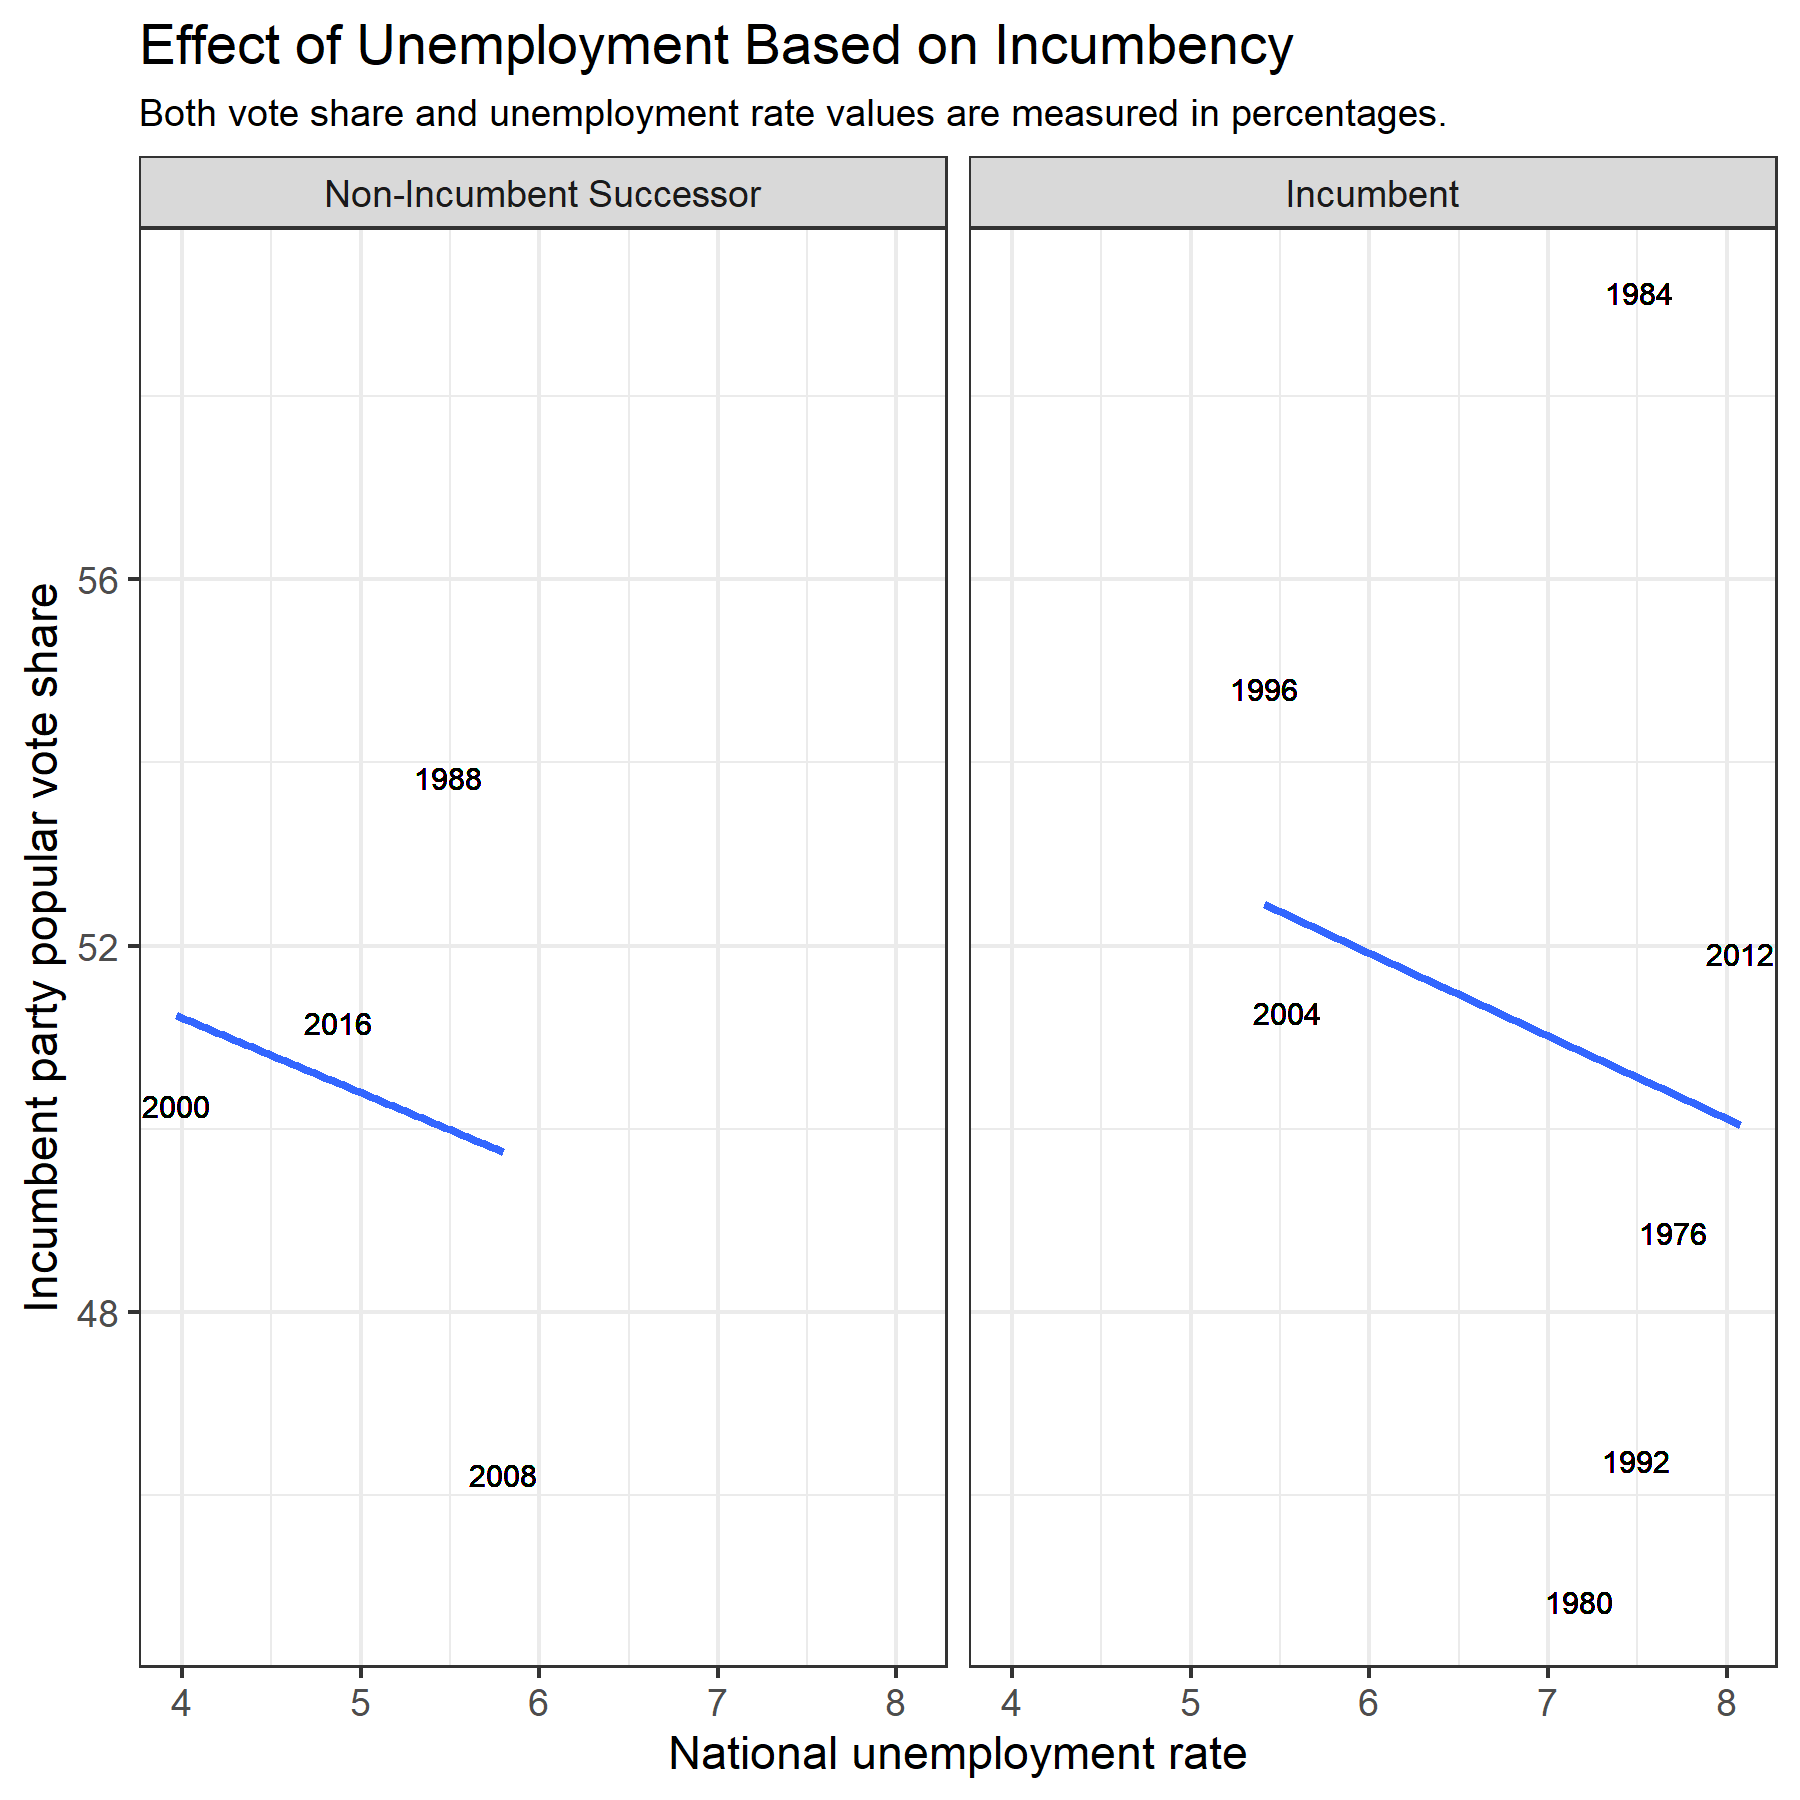 Effect of Unemployment Based on Incumbency
Both vote share and unemployment rate values are measured in percentages.
Non-Incumbent Successor
Incumbent
Incumbent party popular vote share
56
52
48
1988
2016
2000
2008
1984
1996
2012
2004
1976
1992
1980
4 5 6 7 8
4 5 6 7 8
National unemployment rate